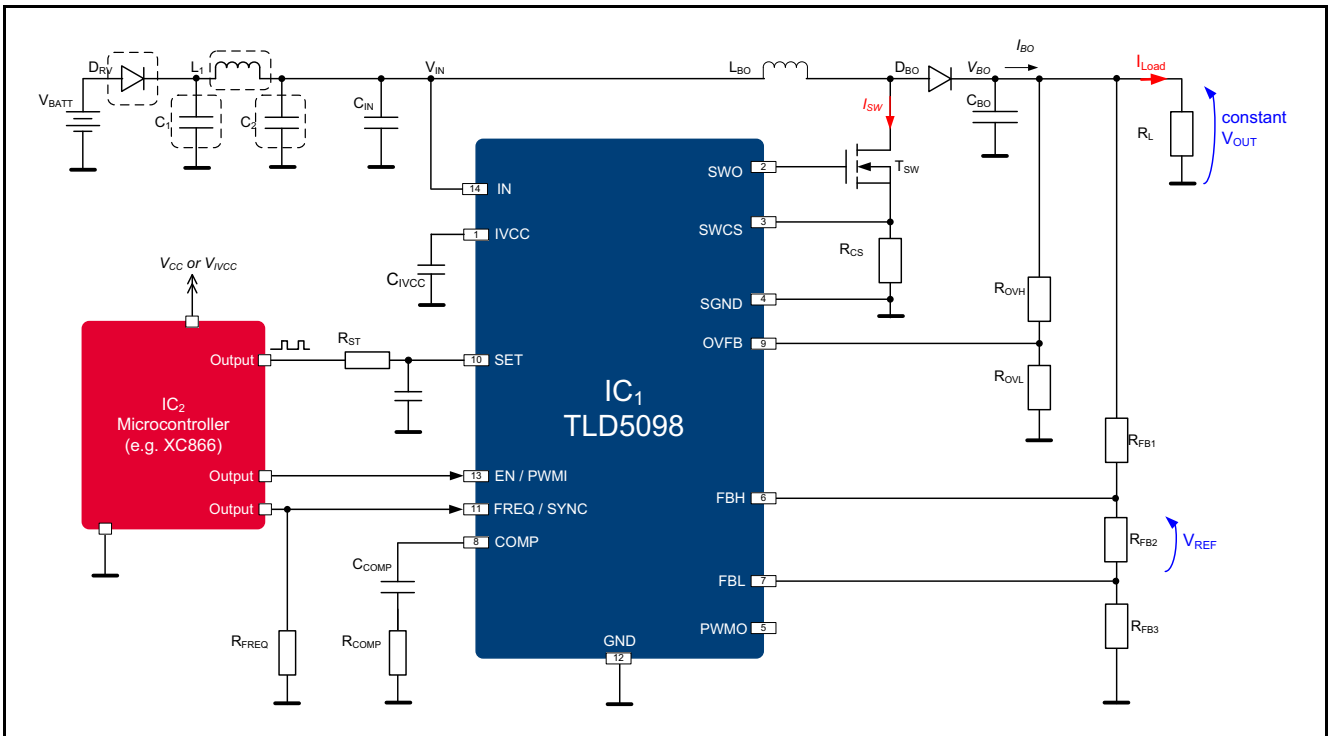 I_BO
D_RV
L_1
V_IN
L_BO
D_BO
V_BO
I_Load
V_BATT
C_1
C_2
C_IN
I_SW
C_BO
R_L
constant
V_OUT
SWO
2
T_SW
14
IN
SWCS
3
1
IVCC
R_CS
V_CC or V_IVCC
C_IVCC
SGND
4
R_OVH
OVFB
9
R_ST
Output
10
SET
R_OVL
IC_1
TLD5098
IC_2
Microcontroller
(e.g. XC866)
R_FB1
Output
13
EN / PWMI
FBH
6
Output
11
FREQ / SYNC
R_FB2
V_REF
8
COMP
C_COMP
FBL
7
PWMO
5
R_FB3
R_FREQ
R_COMP
GND
12